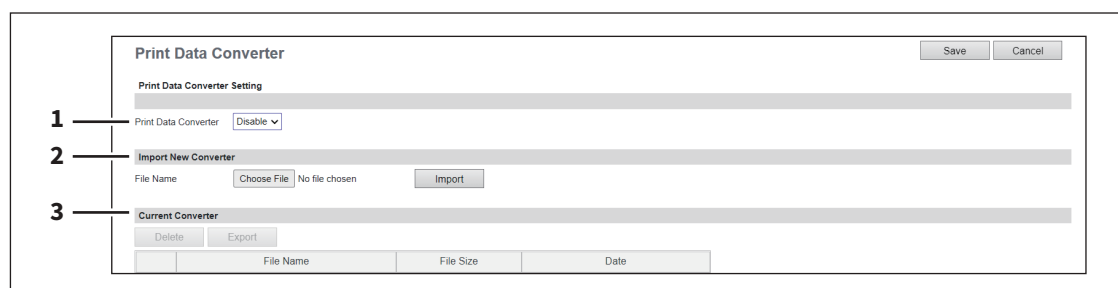 Print Data Converter Save Cancel
Print Data Converter Setting
1 Print Data Converter Disable
2 Import New Converter
File Name Choose File No file chosen Import
3 Current Converter
Delete Export
File Name File Size Date